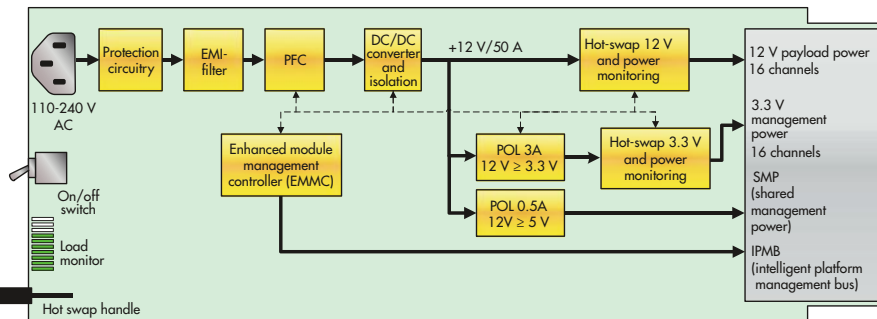 110-240 V
AC
Protection
circuitry
EMI-
filter
PFC
DC/DC
converter
and
isolation
+12 V/50 A
Hot-swap 12 V
and power
monitoring
12 V payload power
16 channels
3.3 V
management
power
16 channels
Enhanced module
management
controller (EMMC)
POL 3A
12 V ≥ 3.3 V
Hot-swap 3.3 V
and power
monitoring
POL 0.5A
12V ≥ 5 V
SMP
(shared
management
power)
IPMB
(intelligent platform
management bus)
On/off
switch
Load
monitor
Hot swap handle